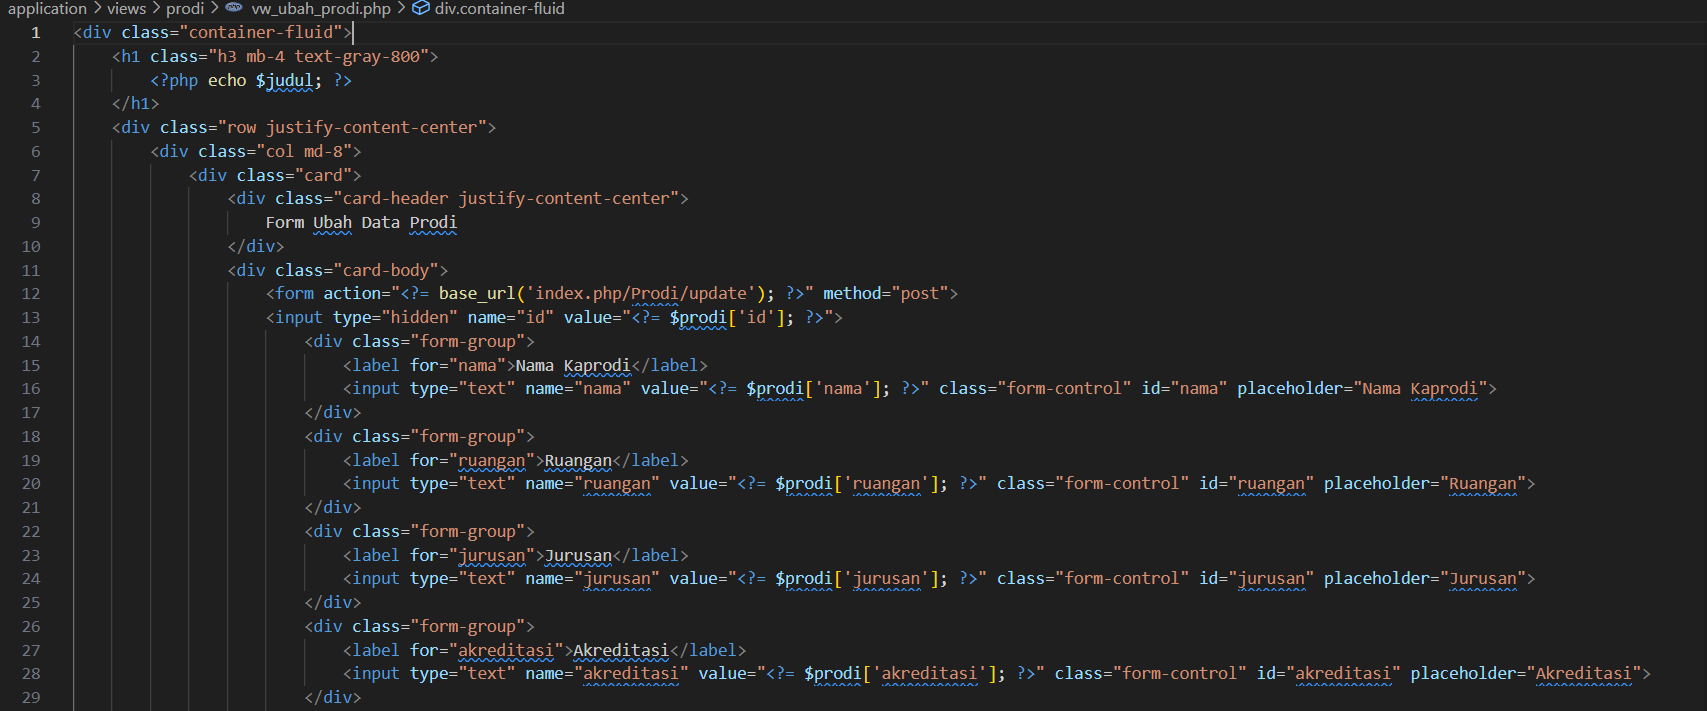 application > views > prodi > vw_ubah_prodi.php > div.container-fluid
1 <div class="container-fluid">
2 <h1 class="h3 mb-4 text-gray-800">
3 <?php echo $judul; ?>
4 </h1>
5 <div class="row justify-content-center">
6 <div class="col md-8">
7 <div class="card">
8 <div class="card-header justify-content-center">
9 Form Ubah Data Prodi
10 </div>
11 <div class="card-body">
12 <form action="<?= base_url('index.php/Prodi/update'); ?>" method="post">
13 <input type="hidden" name="id" value="<?= $prodi['id']; ?>">
14 <div class="form-group">
15 <label for="nama">Nama Kaprodi</label>
16 <input type="text" name="nama" value="<?= $prodi['nama']; ?>" class="form-control" id="nama" placeholder="Nama Kaprodi">
17 </div>
18 <div class="form-group">
19 <label for="ruangan">Ruangan</label>
20 <input type="text" name="ruangan" value="<?= $prodi['ruangan']; ?>" class="form-control" id="ruangan" placeholder="Ruangan">
21 </div>
22 <div class="form-group">
23 <label for="jurusan">Jurusan</label>
24 <input type="text" name="jurusan" value="<?= $prodi['jurusan']; ?>" class="form-control" id="jurusan" placeholder="Jurusan">
25 </div>
26 <div class="form-group">
27 <label for="akreditasi">Akreditasi</label>
28 <input type="text" name="akreditasi" value="<?= $prodi['akreditasi']; ?>" class="form-control" id="akreditasi" placeholder="Akreditasi">
29 </div>